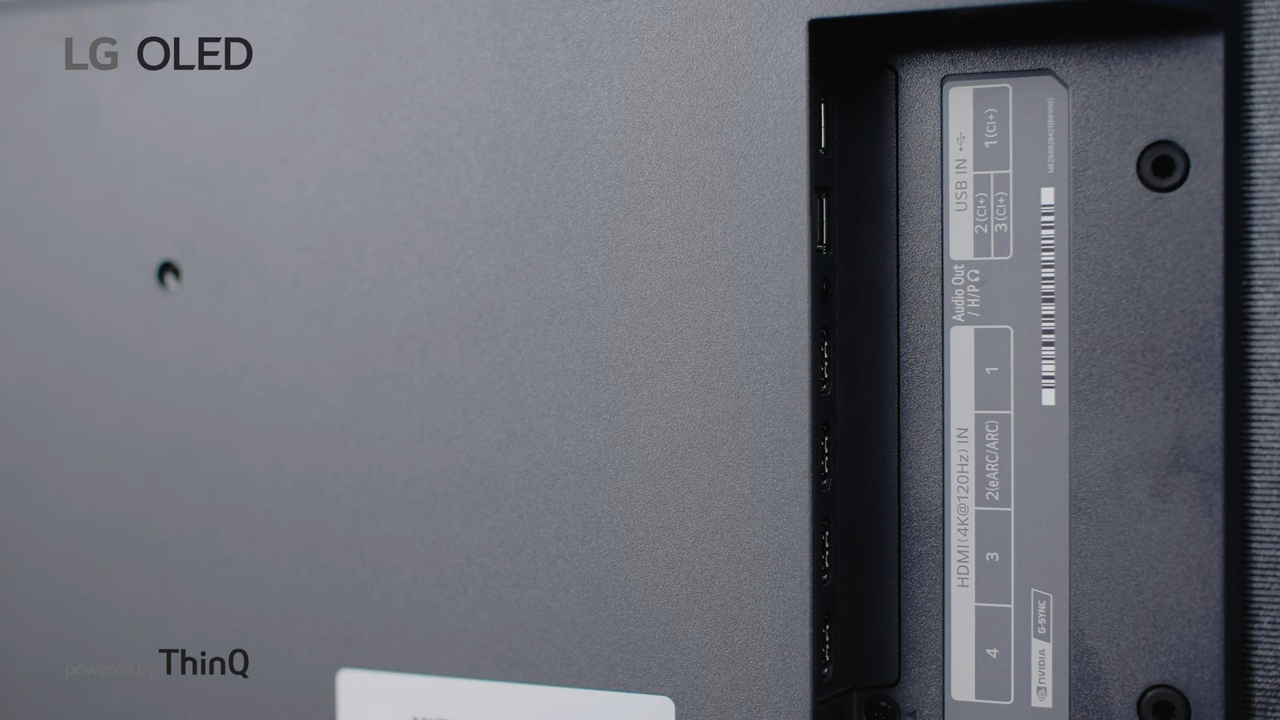 LG OLED
USB IN
1(CI+)
2(CI+)
3(CI+)
Audio Out
/ H/P
HDMI(4K@120Hz) IN
1
2(eARC/ARC)
3
4
NVIDIA G-SYNC
powered by ThinQ